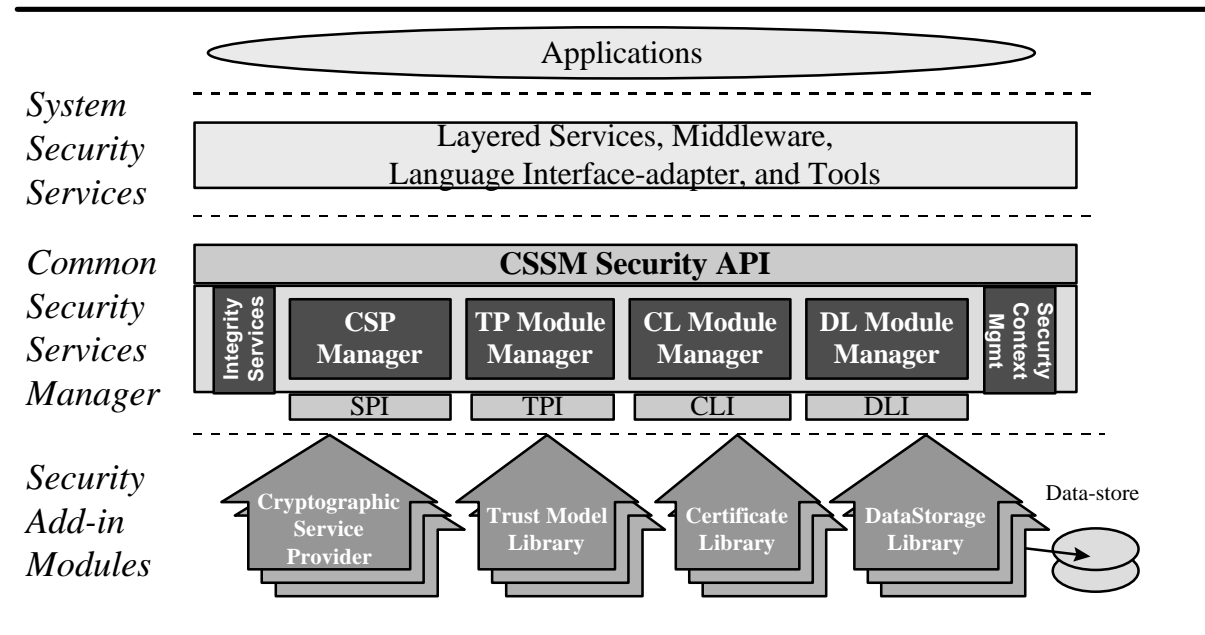 Applications
System
Security
Services
Layered Services, Middleware,
Language Interface-adapter, and Tools
Common
Security
Services
Manager
CSSM Security API
Integrity
Services
CSP
Manager
TP Module
Manager
CL Module
Manager
DL Module
Manager
Securty
Context
Mgmt
SPI
TPI
CLI
DLI
Security
Add-in
Modules
Cryptographic
Service
Provider
Trust Model
Library
Certificate
Library
DataStorage
Library
Data-store